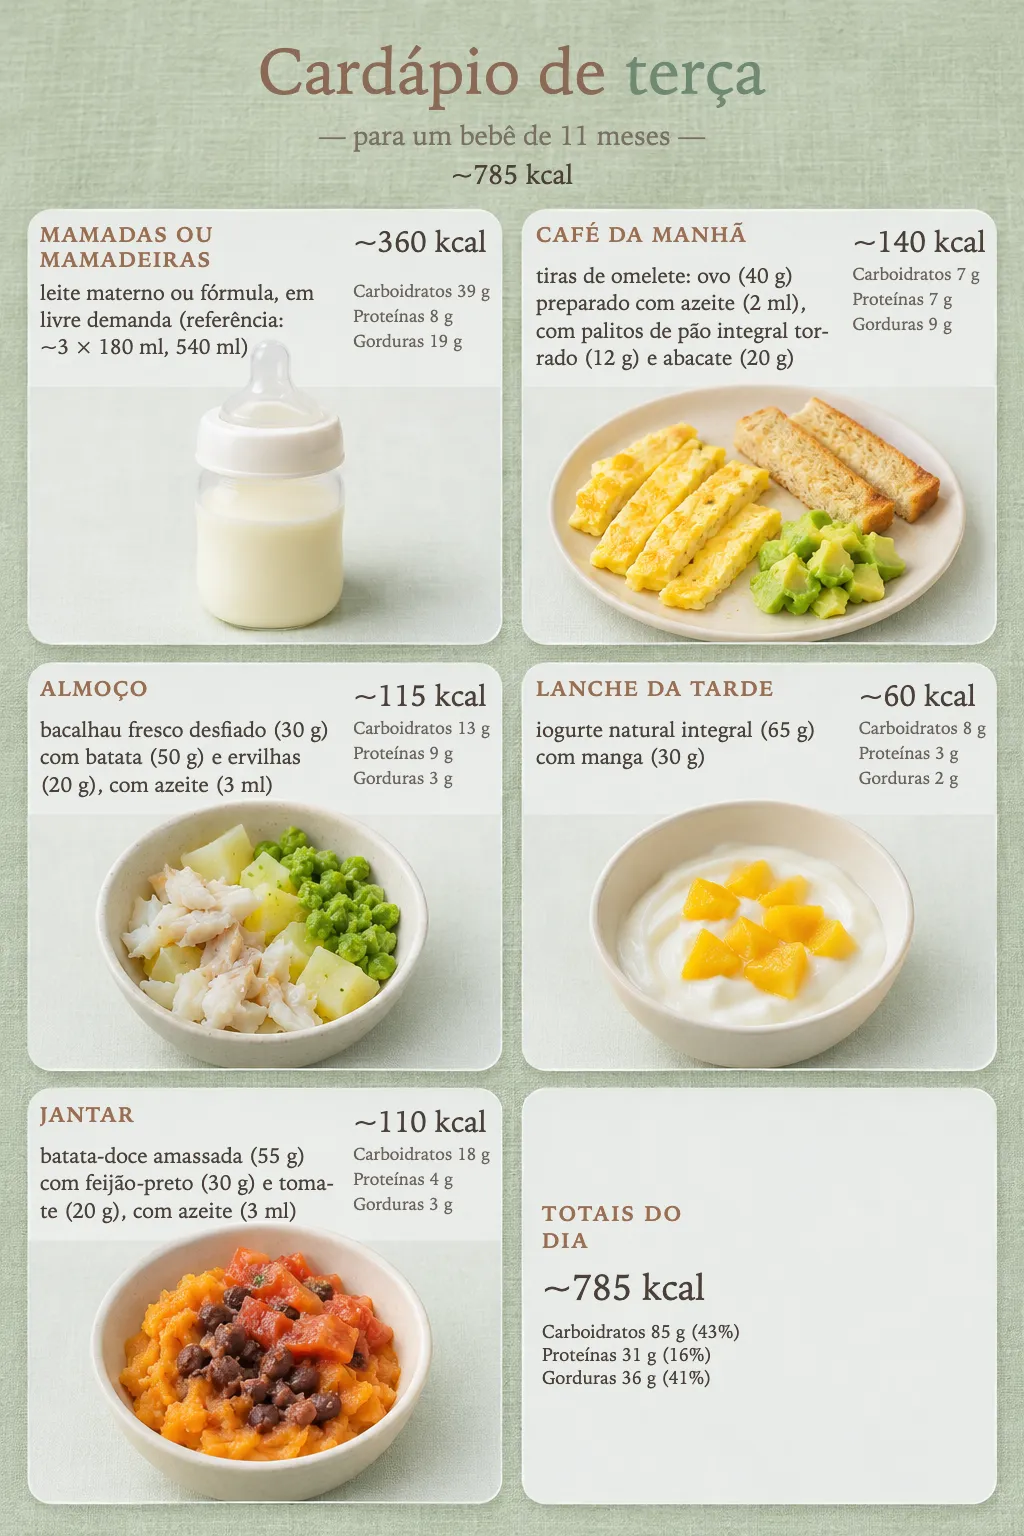 Cardápio de terça
— para um bebê de 11 meses —
~785 kcal
MAMADAS OU
MAMADEIRAS
leite materno ou fórmula, em
livre demanda (referência:
~3 × 180 ml, 540 ml)
~360 kcal
Carboidratos 39 g
Proteínas 8 g
Gorduras 19 g
CAFÉ DA MANHÃ
tiras de omelete: ovo (40 g)
preparado com azeite (2 ml),
com palitos de pão integral tor-
rado (12 g) e abacate (20 g)
~140 kcal
Carboidratos 7 g
Proteínas 7 g
Gorduras 9 g
ALMOÇO
bacalhau fresco desfiado (30 g)
com batata (50 g) e ervilhas
(20 g), com azeite (3 ml)
~115 kcal
Carboidratos 13 g
Proteínas 9 g
Gorduras 3 g
LANCHE DA TARDE
iogurte natural integral (65 g)
com manga (30 g)
~60 kcal
Carboidratos 8 g
Proteínas 3 g
Gorduras 2 g
JANTAR
batata-doce amassada (55 g)
com feijão-preto (30 g) e toma-
te (20 g), com azeite (3 ml)
~110 kcal
Carboidratos 18 g
Proteínas 4 g
Gorduras 3 g
TOTAIS DO
DIA
~785 kcal
Carboidratos 85 g (43%)
Proteínas 31 g (16%)
Gorduras 36 g (41%)